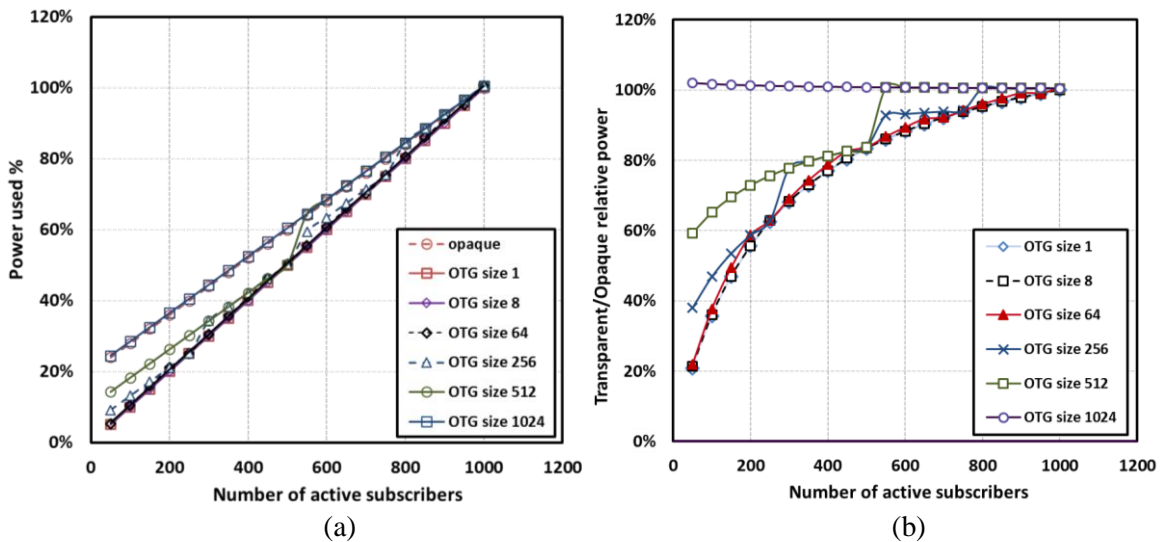 120%
100%
80%
60%
40%
20%
0%
Power used %
opaque
OTG size 1
OTG size 8
OTG size 64
OTG size 256
OTG size 512
OTG size 1024
0 200 400 600 800 1000 1200
Number of active subscribers
(a)
120%
100%
80%
60%
40%
20%
0%
Transparent/Opaque relative power
OTG size 1
OTG size 8
OTG size 64
OTG size 256
OTG size 512
OTG size 1024
0 200 400 600 800 1000 1200
Number of active subscribers
(b)